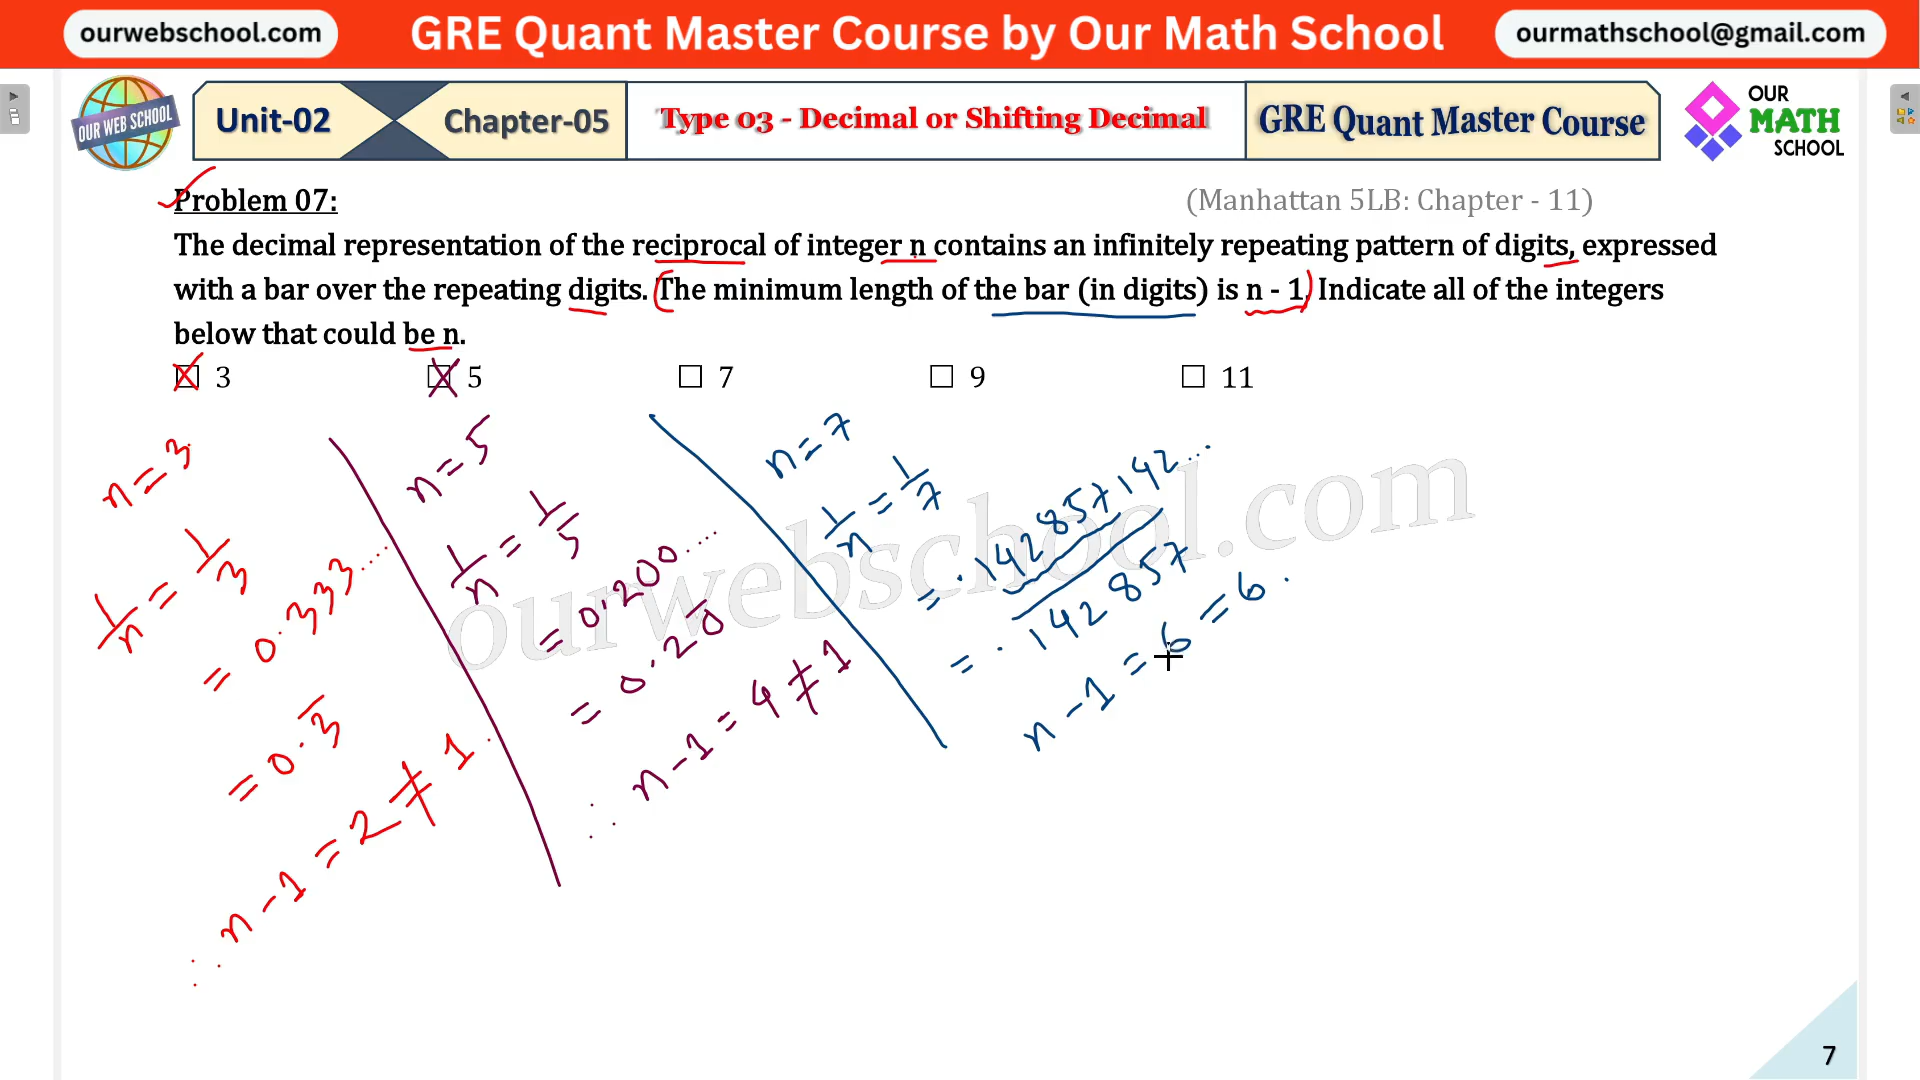 ourwebschool.com
GRE Quant Master Course by Our Math School
ourmathschool@gmail.com
OUR WEB SCHOOL
Unit-02
Chapter-05
Type 03 - Decimal or Shifting Decimal
GRE Quant Master Course
OUR
MATH
SCHOOL
Problem 07:
(Manhattan 5LB: Chapter - 11)
The decimal representation of the reciprocal of integer n contains an infinitely repeating pattern of digits, expressed
with a bar over the repeating digits. The minimum length of the bar (in digits) is n - 1. Indicate all of the integers
below that could be n.
3
5
7
9
11
n = 3
1/n = 1/3
= 0.333....
= 0.3̅
∴ n - 1 = 2 ≠ 1.
n = 5
1/n = 1/5
= 0.200....
= 0.20̅
∴ n - 1 = 4 ≠ 1
n = 7
1/n = 1/7
= .142857142...
= .1̅4̅2̅8̅5̅7̅
n - 1 = 6 = 6.
ourwebschool.com
7